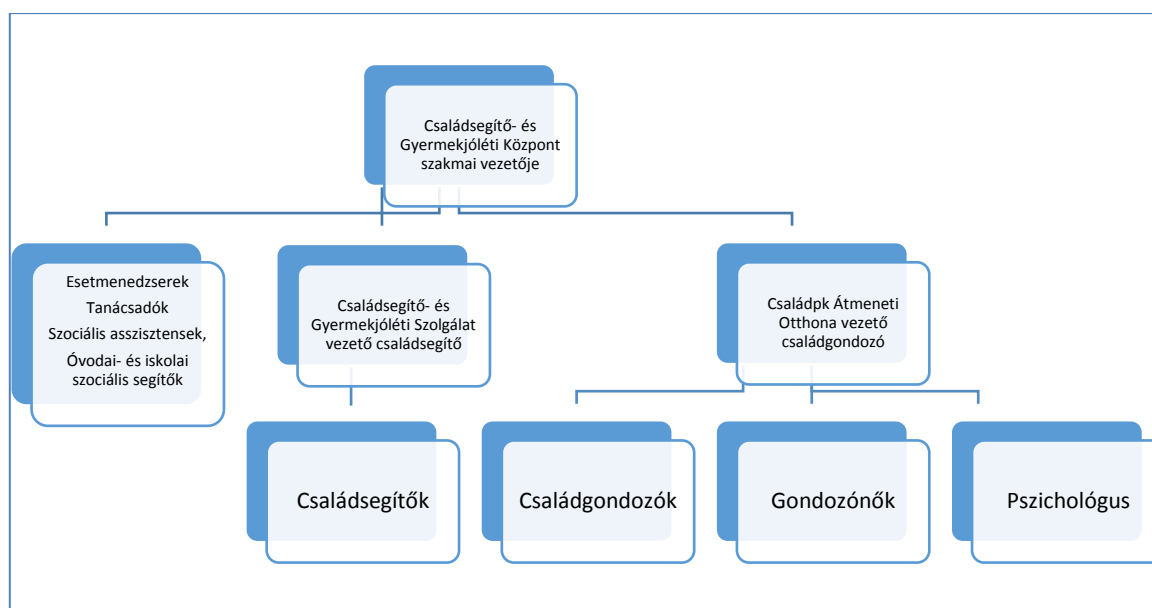 Családsegítő- és
Gyermekjóléti Központ
szakmai vezetője
Esetmenedzserek
Tanácsadók
Szociális asszisztensek,
Óvodai- és iskolai
szociális segítők
Családsegítő- és
Gyermekjóléti Szolgálat
vezető családsegítő
Családpk Átmeneti
Otthona vezető
családgondozó
Családsegítők
Családgondozók
Gondozónők
Pszichológus